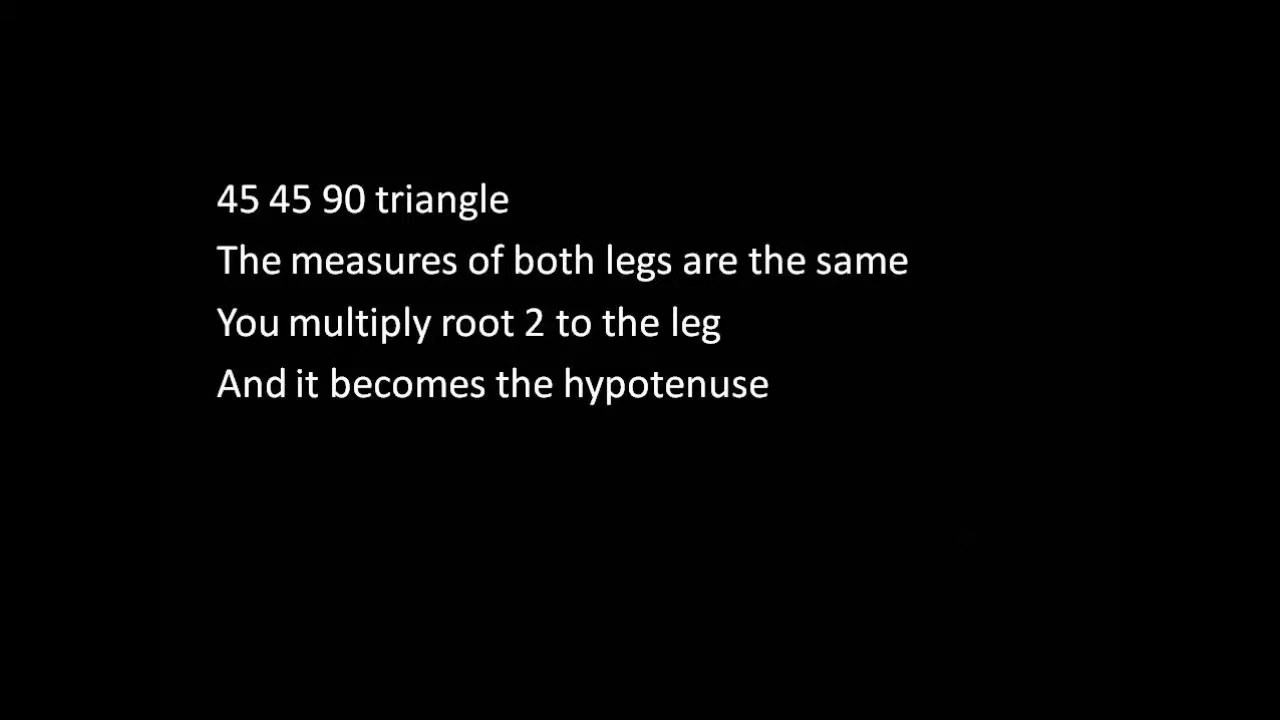 45 45 90 triangle
The measures of both legs are the same
You multiply root 2 to the leg
And it becomes the hypotenuse